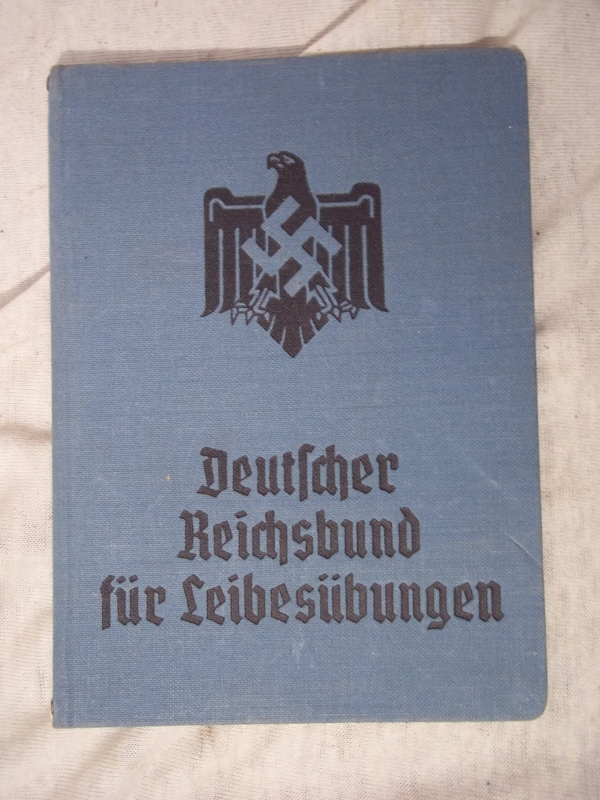 Deutſcher
Reichsbund
für Leibesübungen